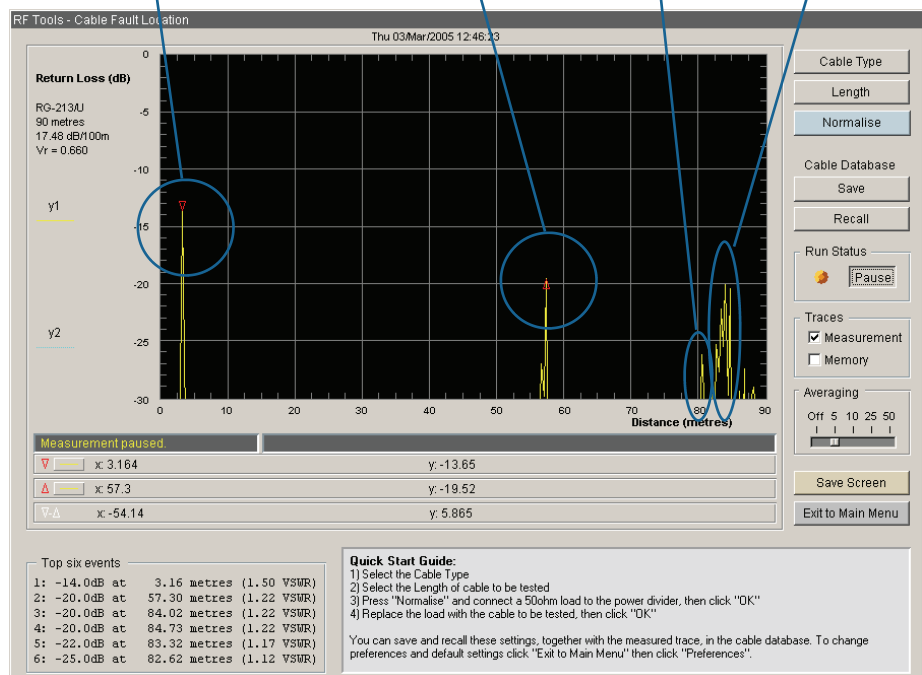 RF Tools - Cable Fault Location
Thu 03/Mar/2005 12:46:23
Return Loss (dB)
RG-213/U
90 metres
17.48 dB/100m
Vr = 0.660
y1
y2
0
-5
-10
-15
-20
-25
-30
0 10 20 30 40 50 60 70 80 90
Distance (metres)
Measurement paused.
x: 3.164 y: -13.65
x: 57.3 y: -19.52
∇-Δ x: -54.14 y: 5.865
Cable Type
Length
Normalise
Cable Database
Save
Recall
Run Status
Pause
Traces
Measurement
Memory
Averaging
Off 5 10 25 50
Save Screen
Exit to Main Menu
Top six events
1: -14.0dB at 3.16 metres (1.50 VSWR)
2: -20.0dB at 57.30 metres (1.22 VSWR)
3: -20.0dB at 84.02 metres (1.22 VSWR)
4: -20.0dB at 84.73 metres (1.22 VSWR)
5: -22.0dB at 83.32 metres (1.17 VSWR)
6: -25.0dB at 82.62 metres (1.12 VSWR)
Quick Start Guide:
1) Select the Cable Type
2) Select the Length of cable to be tested
3) Press "Normalise" and connect a 50ohm load to the power divider, then click "OK"
4) Replace the load with the cable to be tested, then click "OK"
You can save and recall these settings, together with the measured trace, in the cable database. To change
preferences and default settings click "Exit to Main Menu" then click "Preferences".